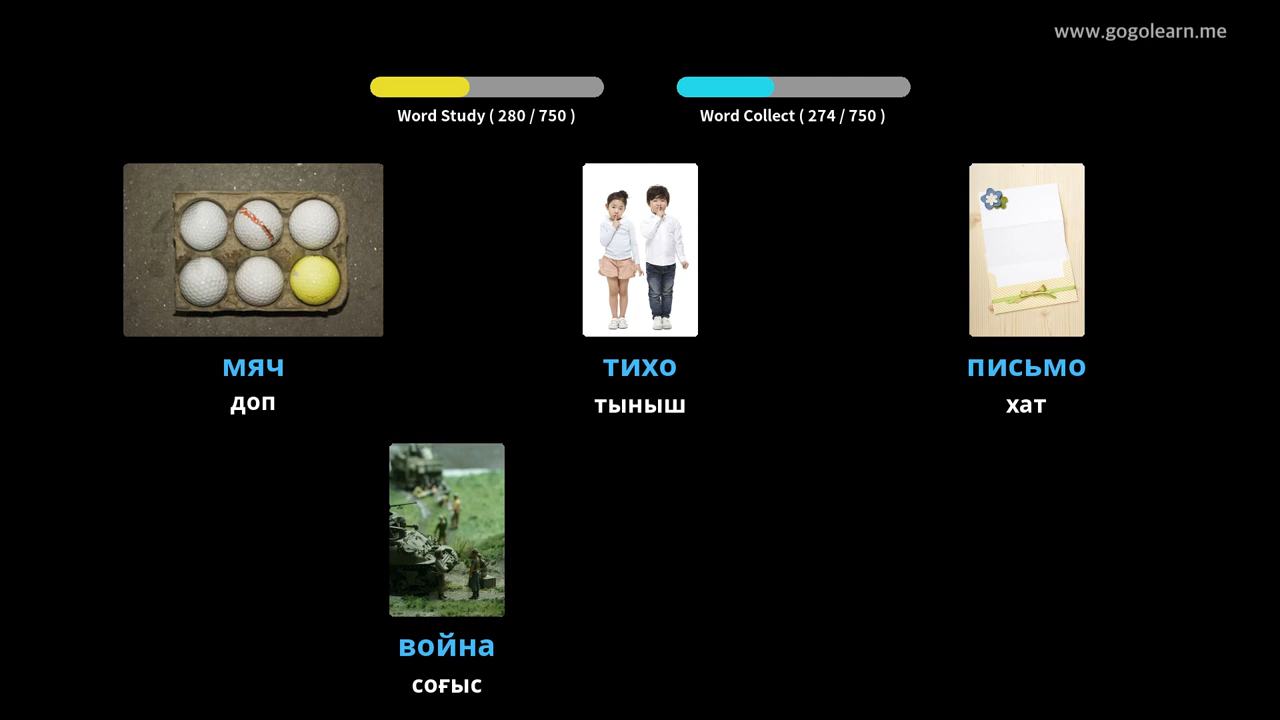 www.gogolearn.me
Word Study ( 280 / 750 )
Word Collect ( 274 / 750 )
мяч
доп
тихо
тыныш
письмо
хат
война
соғыс